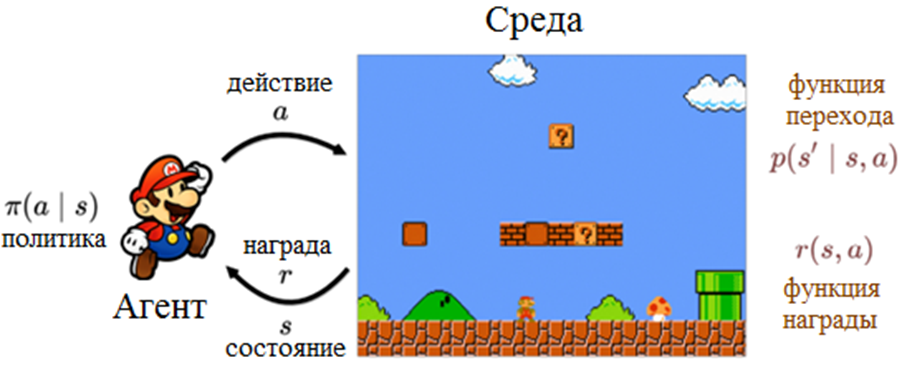 Среда
действие
a
функция
перехода
p(s′ | s, a)
π(a | s)
политика
Агент
награда
r
s
состояние
r(s, a)
функция
награды
M
?
?